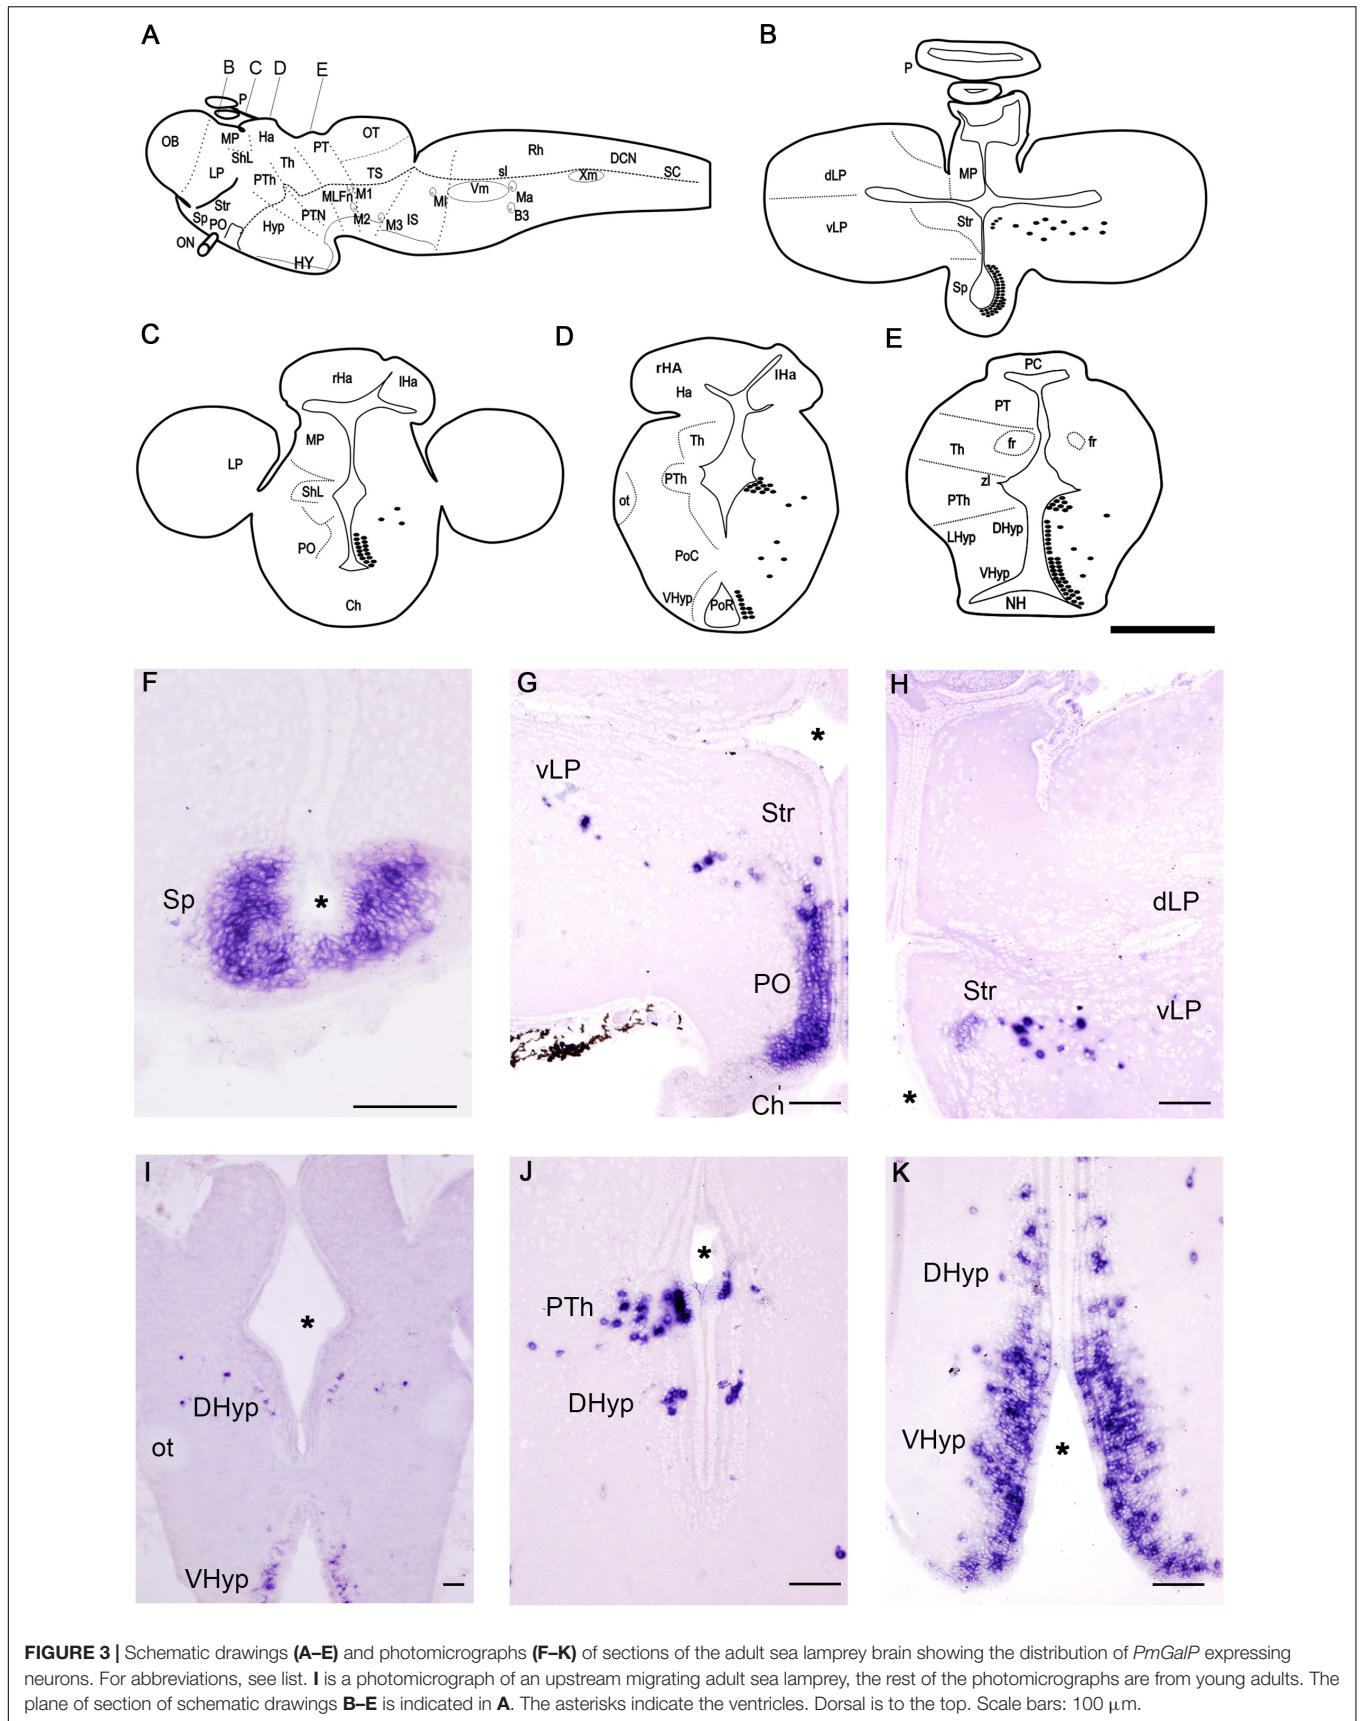 A
B C D E
P
OB
MP
Ha
ShL
LP
PTh
Th
PT
OT
TS
Str
Sp
PO
ON
Hyp
PTN
MLFn
M1
M2
M3
IS
HY
MI
Vm
sl
Rh
Ma
B3
Xm
DCN
SC
B
P
dLP
MP
vLP
Str
Sp
C
rHa
lHa
MP
LP
ShL
PO
Ch
D
rHA
lHa
Ha
Th
PTh
ot
PoC
VHyp
PoR
E
PC
PT
Th
fr
fr
zl
PTh
LHyp
DHyp
VHyp
NH
F
Sp
*
G
*
vLP
Str
PO
Ch
H
dLP
Str
vLP
*
I
*
DHyp
ot
VHyp
J
*
PTh
DHyp
K
DHyp
VHyp
*
FIGURE 3 | Schematic drawings (A–E) and photomicrographs (F–K) of sections of the adult sea lamprey brain showing the distribution of PmGalP expressing
neurons. For abbreviations, see list. I is a photomicrograph of an upstream migrating adult sea lamprey, the rest of the photomicrographs are from young adults. The
plane of section of schematic drawings B–E is indicated in A. The asterisks indicate the ventricles. Dorsal is to the top. Scale bars: 100 μm.